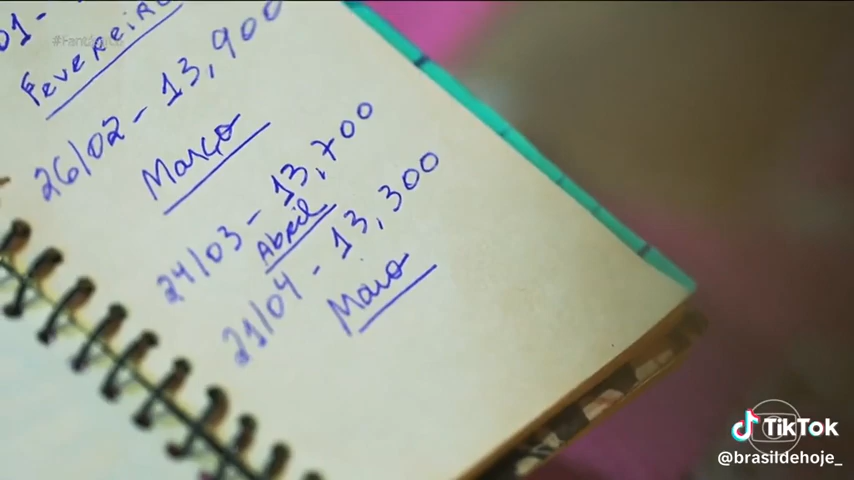 01-
#Fantástico
Fevereiro
26/02 - 13,900
Março
24/03 - 13,700
Abril
21/04 - 13,300
Maio
TikTok
@brasildehoje_